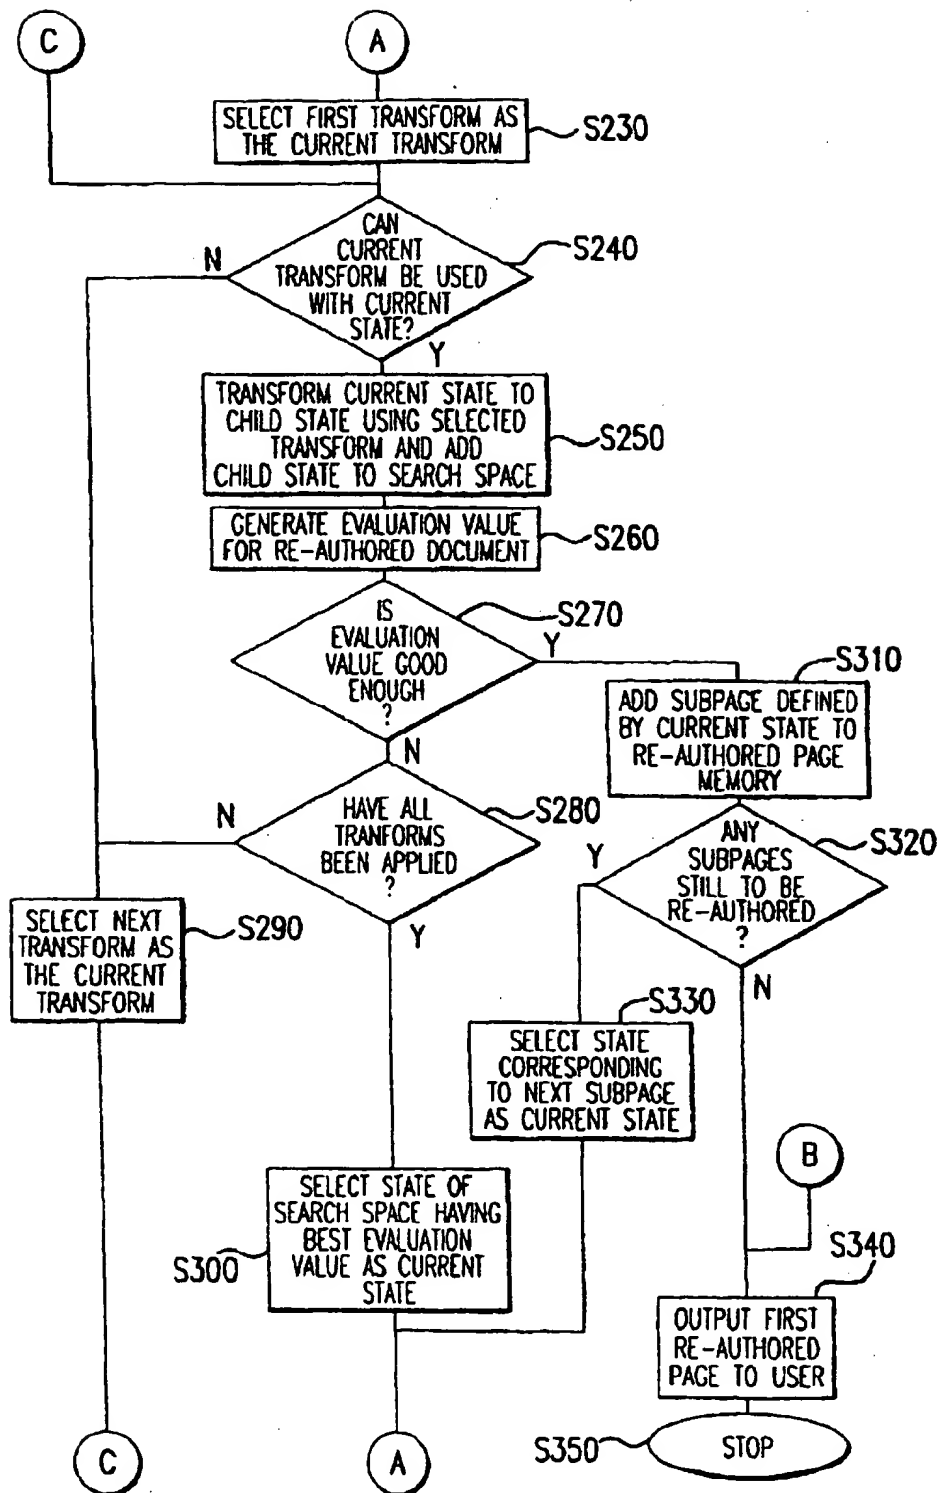 C
A
SELECT FIRST TRANSFORM AS
THE CURRENT TRANSFORM
S230
CAN
CURRENT
TRANSFORM BE USED
WITH CURRENT
STATE?
S240
N
Y
TRANSFORM CURRENT STATE TO
CHILD STATE USING SELECTED
TRANSFORM AND ADD
CHILD STATE TO SEARCH SPACE
S250
GENERATE EVALUATION VALUE
FOR RE-AUTHORED DOCUMENT
S260
IS
EVALUATION
VALUE GOOD
ENOUGH
?
S270
Y
N
S310
ADD SUBPAGE DEFINED
BY CURRENT STATE TO
RE-AUTHORED PAGE
MEMORY
HAVE ALL
TRANFORMS
BEEN APPLIED
?
S280
N
Y
ANY
SUBPAGES
STILL TO BE
RE-AUTHORED
?
S320
Y
N
SELECT NEXT
TRANSFORM AS
THE CURRENT
TRANSFORM
S290
S330
SELECT STATE
CORRESPONDING
TO NEXT SUBPAGE
AS CURRENT STATE
B
SELECT STATE OF
SEARCH SPACE HAVING
BEST EVALUATION
VALUE AS CURRENT
STATE
S300
S340
OUTPUT FIRST
RE-AUTHORED
PAGE TO USER
S350
STOP
C
A